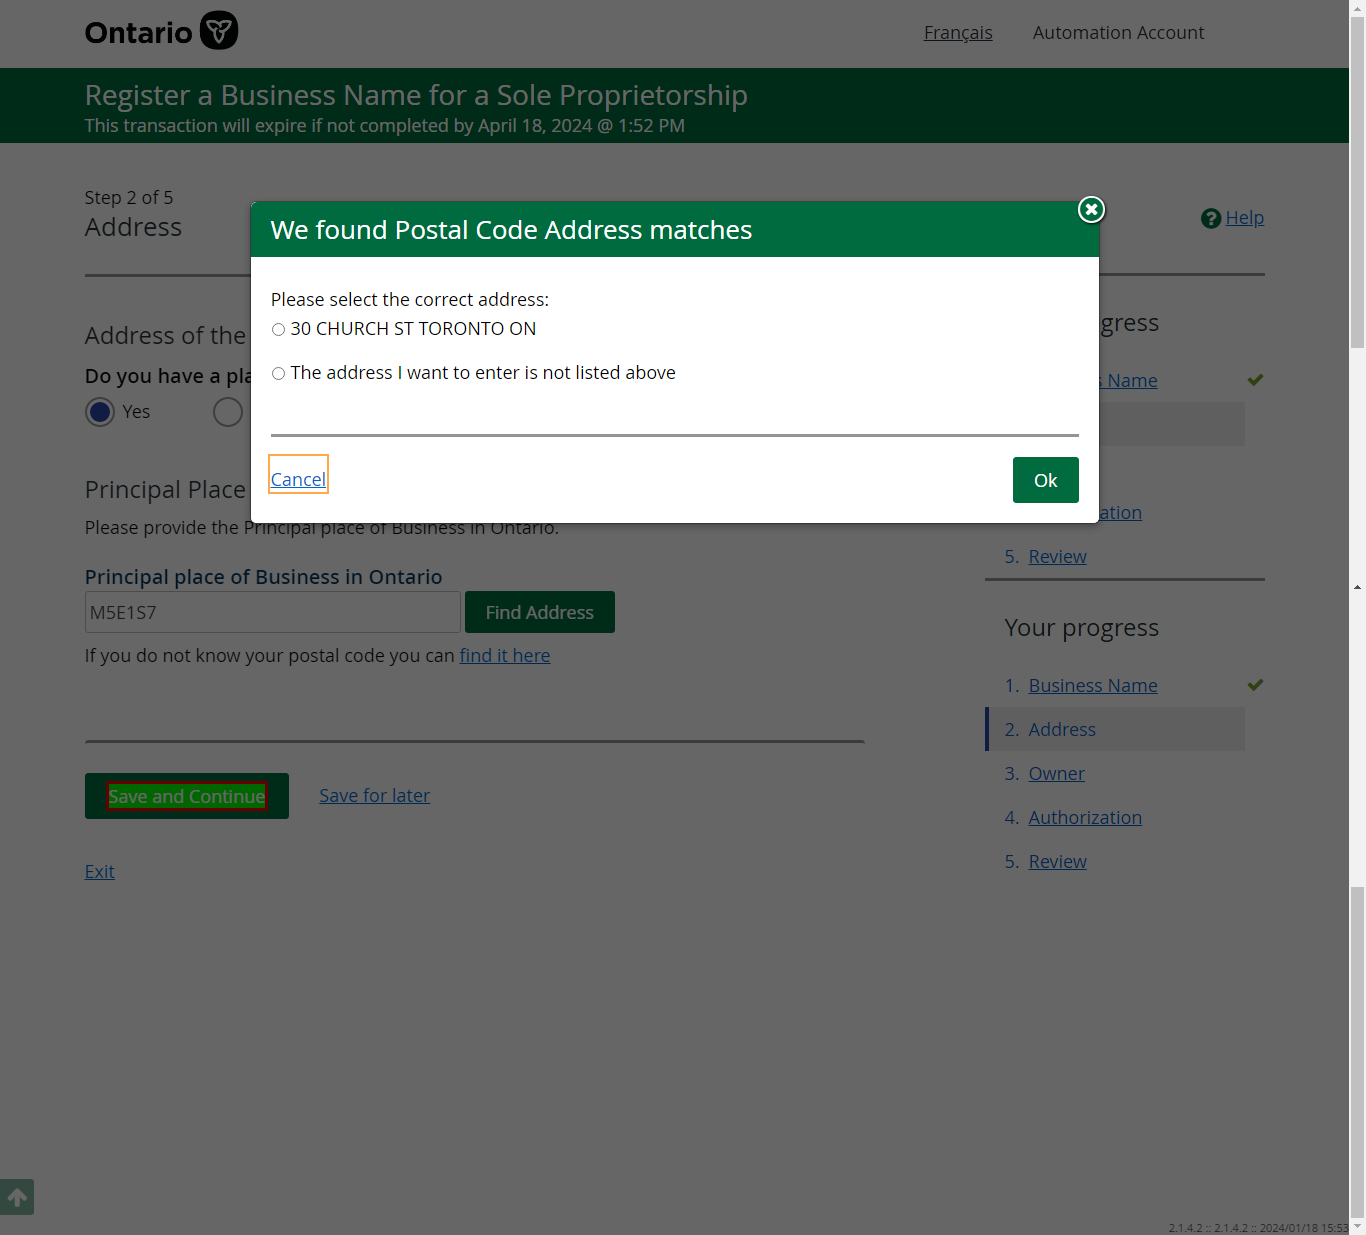 Ontario
Français
Automation Account
Register a Business Name for a Sole Proprietorship
This transaction will expire if not completed by April 18, 2024 @ 1:52 PM
Step 2 of 5
Address
Help
We found Postal Code Address matches
Please select the correct address:
30 CHURCH ST TORONTO ON
The address I want to enter is not listed above
Cancel
Ok
Address of the
Do you have a pla
Yes
Principal Place
Please provide the Principal place of Business in Ontario.
Principal place of Business in Ontario
M5E1S7
Find Address
If you do not know your postal code you can find it here
Save and Continue
Save for later
Exit
gress
s Name
ation
5. Review
Your progress
1. Business Name
2. Address
3. Owner
4. Authorization
5. Review
2.1.4.2 :: 2.1.4.2 :: 2024/01/18 15:53